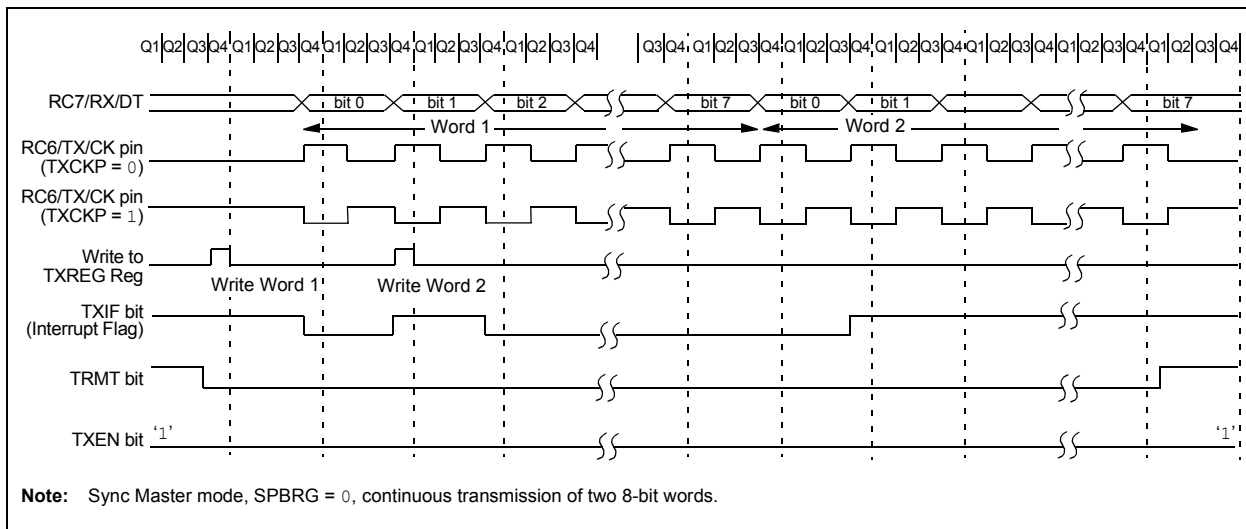 Q1 Q2 Q3 Q4 Q1 Q2 Q3 Q4 Q1 Q2 Q3 Q4 Q1 Q2 Q3 Q4 Q1 Q2 Q3 Q4 Q3 Q4 Q1 Q2 Q3 Q4 Q1 Q2 Q3 Q4 Q1 Q2 Q3 Q4 Q1 Q2 Q3 Q4 Q1 Q2 Q3 Q4 Q1 Q2 Q3 Q4
RC7/RX/DT bit 0 bit 1 bit 2 bit 7 bit 0 bit 1 bit 7
Word 1 Word 2
RC6/TX/CK pin
(TXCKP = 0)
RC6/TX/CK pin
(TXCKP = 1)
Write to
TXREG Reg
Write Word 1 Write Word 2
TXIF bit
(Interrupt Flag)
TRMT bit
TXEN bit '1' '1'
Note: Sync Master mode, SPBRG = 0, continuous transmission of two 8-bit words.